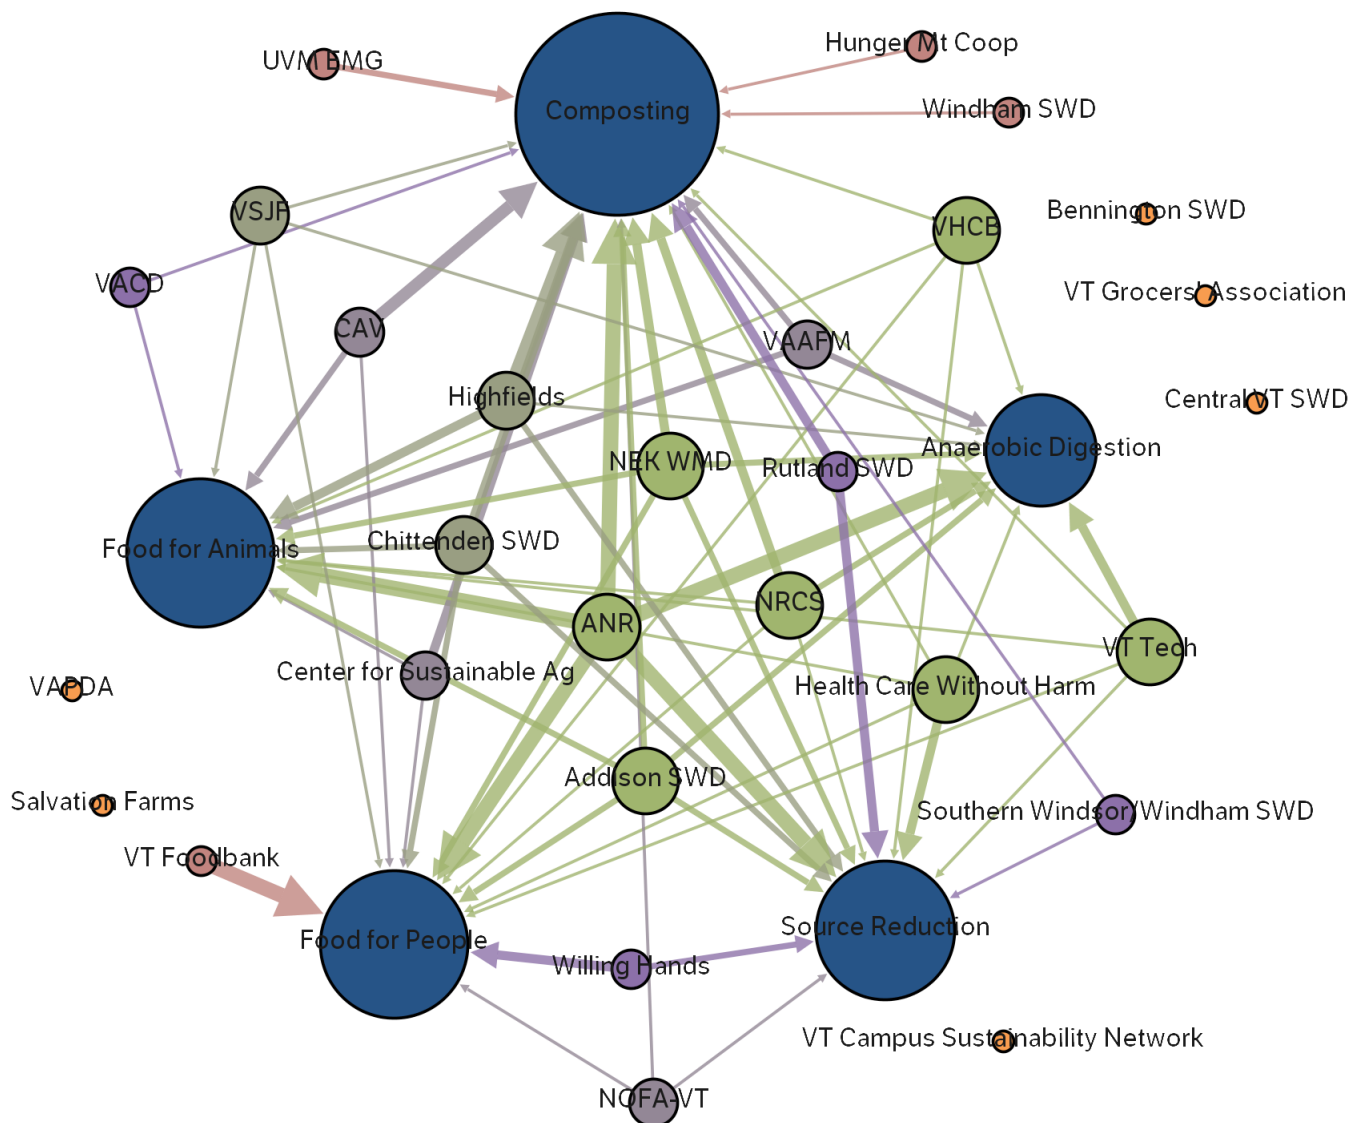 Hunger Mt Coop
UVM EMG
Composting
Windham SWD
VSJF
Bennington SWD
VHCB
VACD
VT Grocers' Association
CAV
VAAFM
Highfields
Central VT SWD
Anaerobic Digestion
NEK WMD
Rutland SWD
Food for Animals
Chittenden SWD
NRCS
ANR
VT Tech
Center for Sustainable Ag
VAPDA
Health Care Without Harm
Addison SWD
Salvation Farms
Southern Windsor/Windham SWD
VT Foodbank
Source Reduction
Food for People
Willing Hands
VT Campus Sustainability Network
NOFA-VT